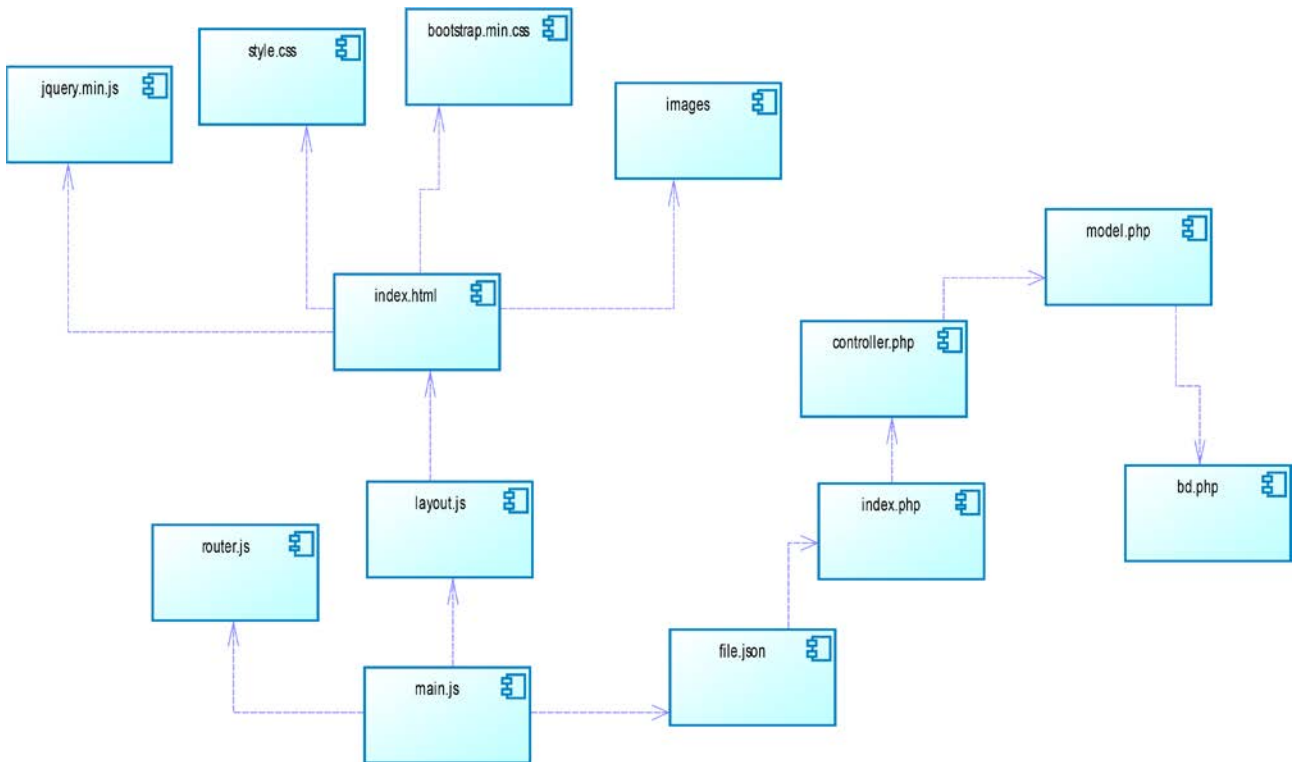 bootstrap.min.css
style.css
jquery.min.js
images
model.php
index.html
controller.php
layout.js
index.php
bd.php
router.js
file.json
main.js